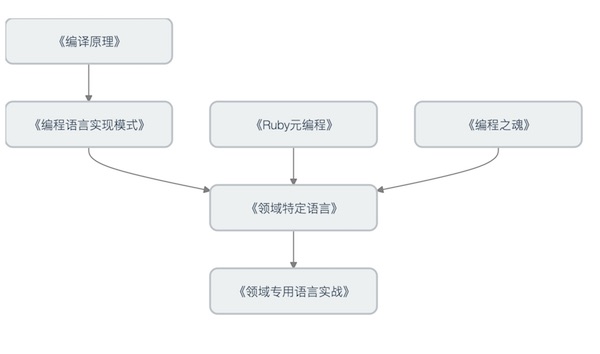 《编译原理》
《编程语言实现模式》
《Ruby元编程》
《编程之魂》
《领域特定语言》
《领域专用语言实战》